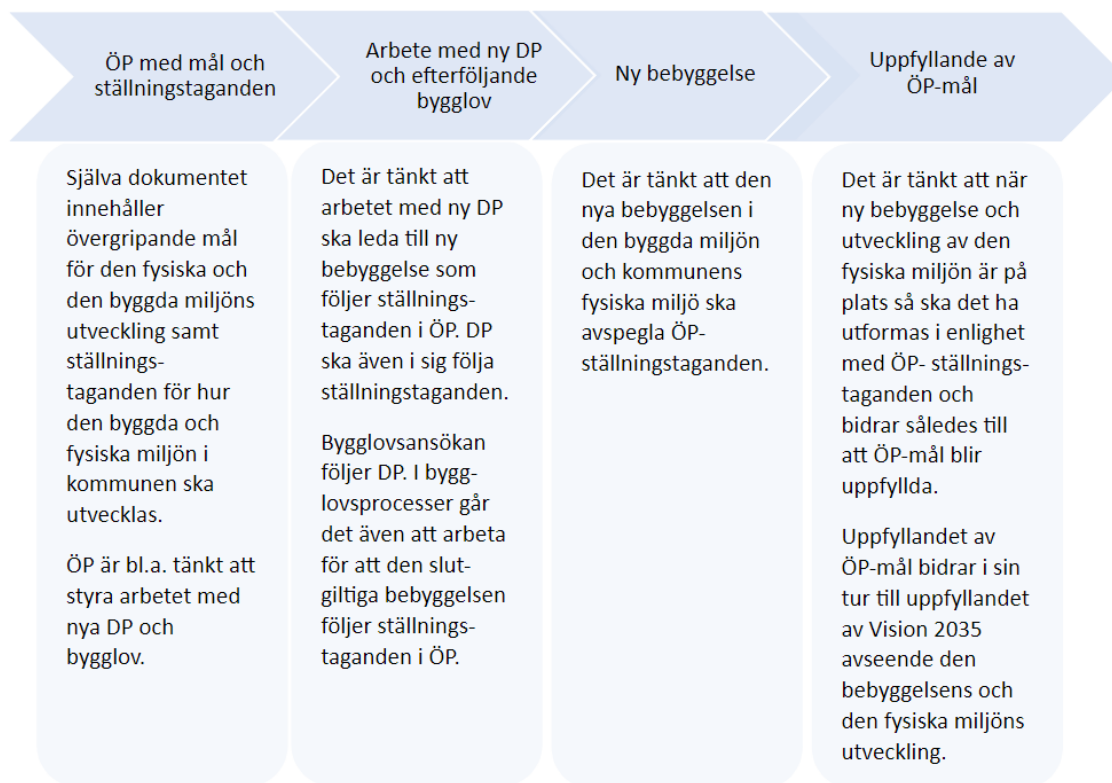 ÖP med mål och
ställningstaganden
Arbete med ny DP
och efterföljande
bygglov
Ny bebyggelse
Uppfyllande av
ÖP-mål
Själva dokumentet
innehåller
övergripande mål
för den fysiska och
den byggda miljöns
utveckling samt
ställnings-
taganden för hur
den byggda och
fysiska miljön i
kommunen ska
utvecklas.
ÖP är bl.a. tänkt att
styra arbetet med
nya DP och
bygglov.
Det är tänkt att
arbetet med ny DP
ska leda till ny
bebyggelse som
följer ställnings-
taganden i ÖP. DP
ska även i sig följa
ställningstaganden.
Bygglovsansökan
följer DP. I bygg-
lovsprocesser går
det även att arbeta
för att den slut-
giltiga bebyggelsen
följer ställnings-
taganden i ÖP.
Det är tänkt att den
nya bebyggelsen i
den byggda miljön
och kommunens
fysiska miljö ska
avspegla ÖP-
ställningstaganden.
Det är tänkt att när
ny bebyggelse och
utveckling av den
fysiska miljön är på
plats så ska det ha
utformas i enlighet
med ÖP- ställnings-
taganden och
bidrar således till
att ÖP-mål blir
uppfyllda.
Uppfyllandet av
ÖP-mål bidrar i sin
tur till uppfyllandet
av Vision 2035
avseende den
bebyggelsens och
den fysiska miljöns
utveckling.